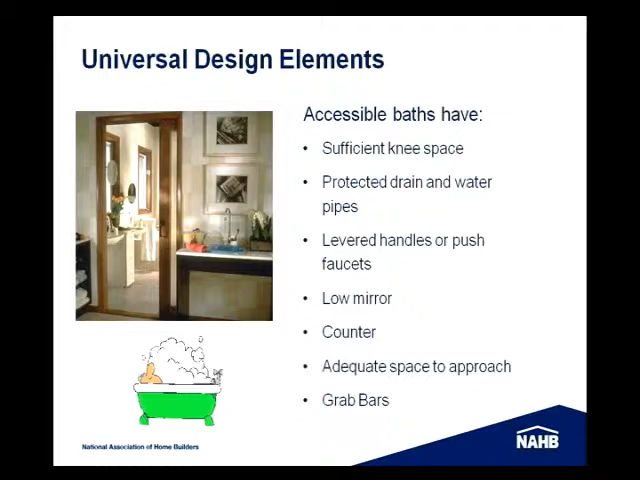 Universal Design Elements
Accessible baths have:
• Sufficient knee space
• Protected drain and water
pipes
• Levered handles or push
faucets
• Low mirror
• Counter
• Adequate space to approach
• Grab Bars
National Association of Home Builders
NAHB